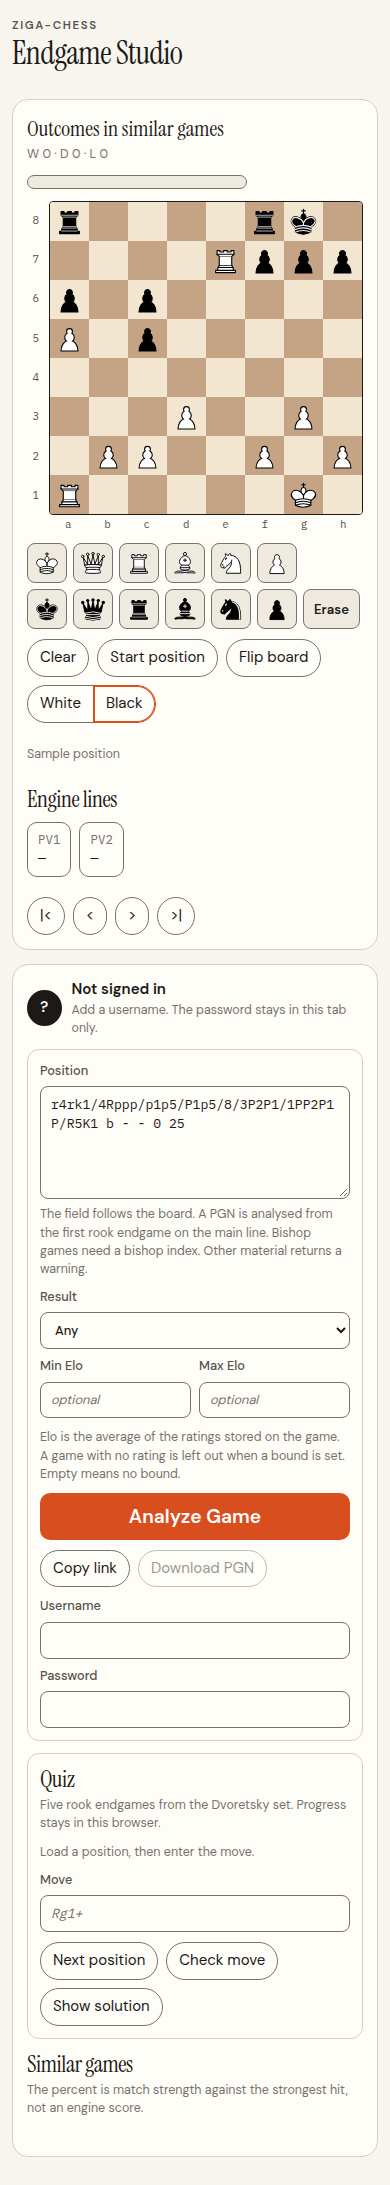 ZIGA-CHESS
Endgame Studio
Outcomes in similar games
W0·D0·L0
8
7
6
5
4
3
2
1
a b c d e f g h
Erase
Clear Start position Flip board
White Black
Sample position
Engine lines
PV1 PV2
— —
|< < > >|
? Not signed in
Add a username. The password stays in this tab
only.
Position
r4rk1/4Rppp/p1p5/P1p5/8/3P2P1/1PP2P1
P/R5K1 b - - 0 25
The field follows the board. A PGN is analysed from
the first rook endgame on the main line. Bishop
games need a bishop index. Other material returns a
warning.
Result
Any
Min Elo Max Elo
optional optional
Elo is the average of the ratings stored on the game.
A game with no rating is left out when a bound is set.
Empty means no bound.
Analyze Game
Copy link Download PGN
Username
Password
Quiz
Five rook endgames from the Dvoretsky set. Progress
stays in this browser.
Load a position, then enter the move.
Move
Rg1+
Next position Check move
Show solution
Similar games
The percent is match strength against the strongest hit,
not an engine score.